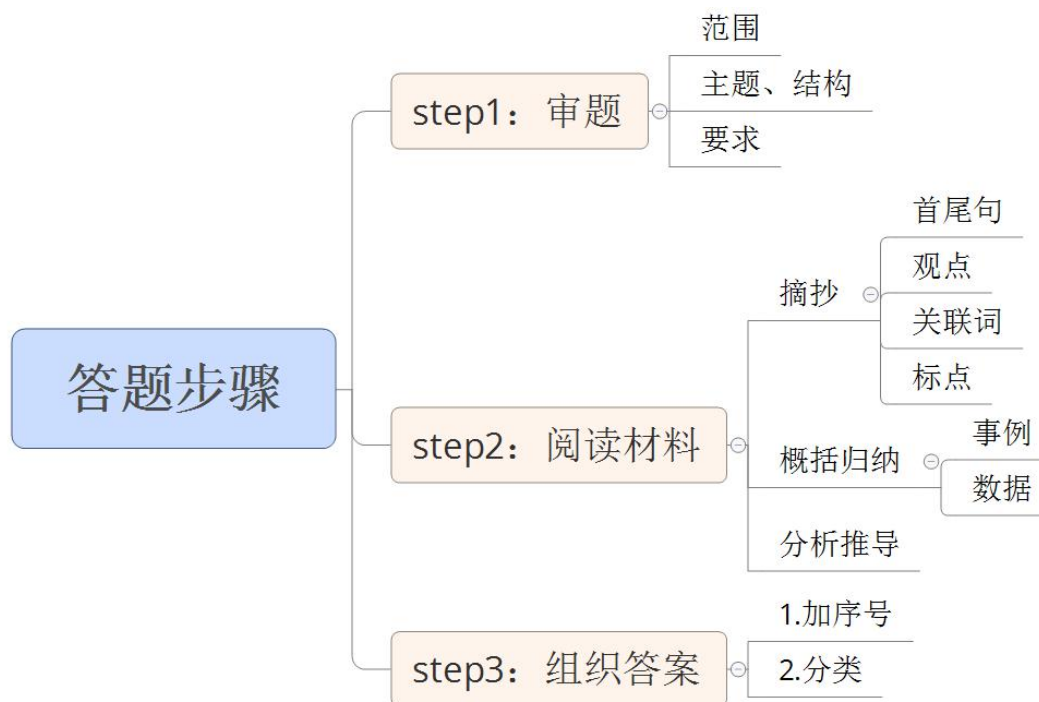 答题步骤
step1：审题
范围
主题、结构
要求
step2：阅读材料
摘抄
首尾句
观点
关联词
标点
概括归纳
事例
数据
分析推导
step3：组织答案
1.加序号
2.分类